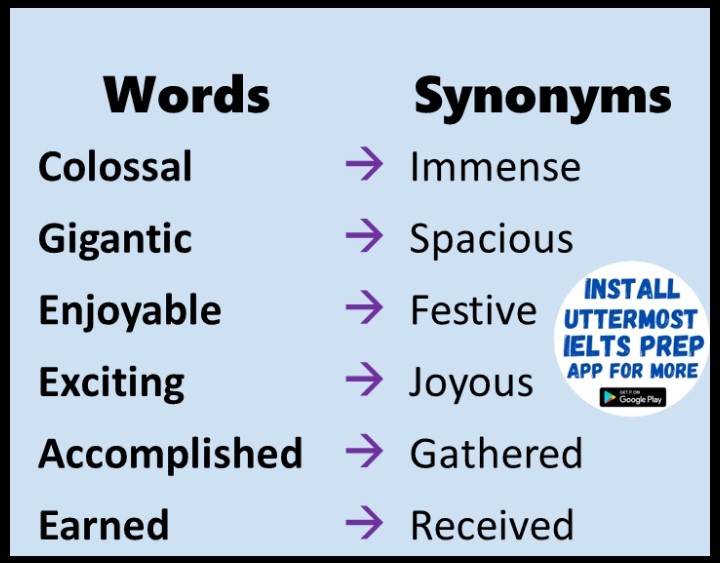 Words Synonyms
Colossal → Immense
Gigantic → Spacious
Enjoyable → Festive
Exciting → Joyous
Accomplished → Gathered
Earned → Received
INSTALL
UTTERMOST
IELTS PREP
APP FOR MORE
GET IT ON
Google Play